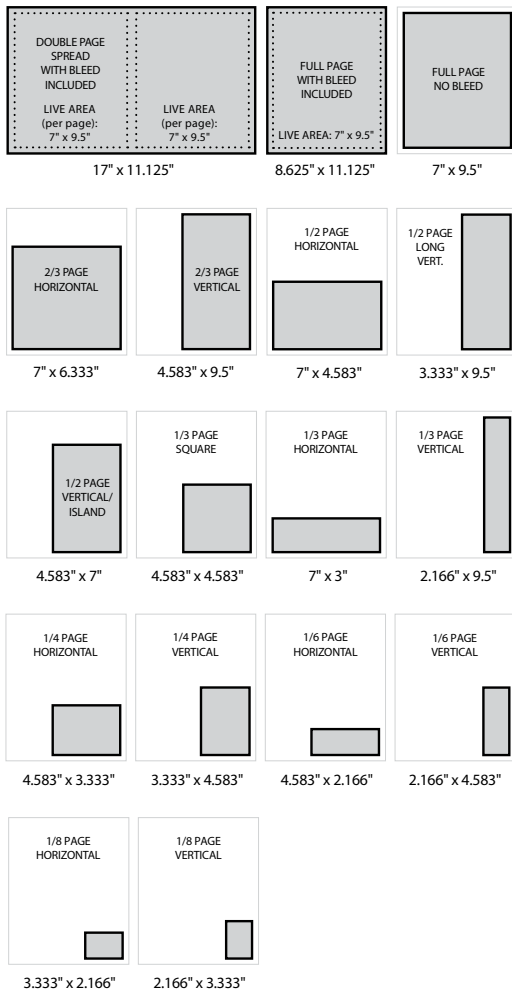 DOUBLE PAGE
SPREAD
WITH BLEED
INCLUDED
LIVE AREA
(per page):
7" x 9.5"
LIVE AREA
(per page):
7" x 9.5"
17" x 11.125"
FULL PAGE
WITH BLEED
INCLUDED
LIVE AREA: 7" x 9.5"
8.625" x 11.125"
FULL PAGE
NO BLEED
7" x 9.5"
2/3 PAGE
HORIZONTAL
7" x 6.333"
2/3 PAGE
VERTICAL
4.583" x 9.5"
1/2 PAGE
HORIZONTAL
7" x 4.583"
1/2 PAGE
LONG
VERT.
3.333" x 9.5"
1/2 PAGE
VERTICAL/
ISLAND
4.583" x 7"
1/3 PAGE
SQUARE
4.583" x 4.583"
1/3 PAGE
HORIZONTAL
7" x 3"
1/3 PAGE
VERTICAL
2.166" x 9.5"
1/4 PAGE
HORIZONTAL
4.583" x 3.333"
1/4 PAGE
VERTICAL
3.333" x 4.583"
1/6 PAGE
HORIZONTAL
4.583" x 2.166"
1/6 PAGE
VERTICAL
2.166" x 4.583"
1/8 PAGE
HORIZONTAL
3.333" x 2.166"
1/8 PAGE
VERTICAL
2.166" x 3.333"